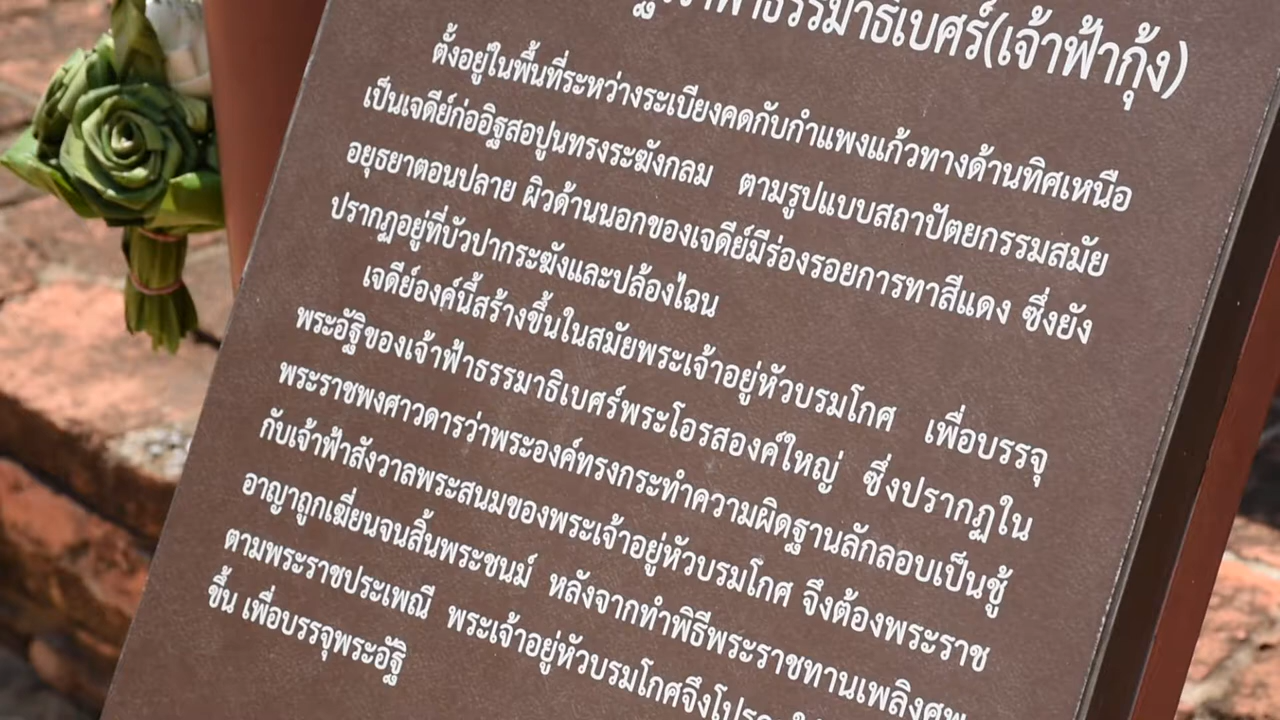 เจ้าฟ้าธรรมาธิเบศร์(เจ้าฟ้ากุ้ง)
ตั้งอยู่ในพื้นที่ระหว่างระเบียงคดกับกำแพงแก้วทางด้านทิศเหนือ
เป็นเจดีย์ก่ออิฐสอปูนทรงระฆังกลม ตามรูปแบบสถาปัตยกรรมสมัย
อยุธยาตอนปลาย ผิวด้านนอกของเจดีย์มีร่องรอยการทาสีแดง ซึ่งยัง
ปรากฏอยู่ที่บัวปากระฆังและปล้องไฉน
เจดีย์องค์นี้สร้างขึ้นในสมัยพระเจ้าอยู่หัวบรมโกศ เพื่อบรรจุ
พระอัฐิของเจ้าฟ้าธรรมาธิเบศร์พระโอรสองค์ใหญ่ ซึ่งปรากฏใน
พระราชพงศาวดารว่าพระองค์ทรงกระทำความผิดฐานลักลอบเป็นชู้
กับเจ้าฟ้าสังวาลพระสนมของพระเจ้าอยู่หัวบรมโกศ จึงต้องพระราช
อาญาถูกเฆี่ยนจนสิ้นพระชนม์ หลังจากทำพิธีพระราชทานเพลิงศพ
ตามพระราชประเพณี พระเจ้าอยู่หัวบรมโกศจึงโปรด
ขึ้น เพื่อบรรจุพระอัฐิ